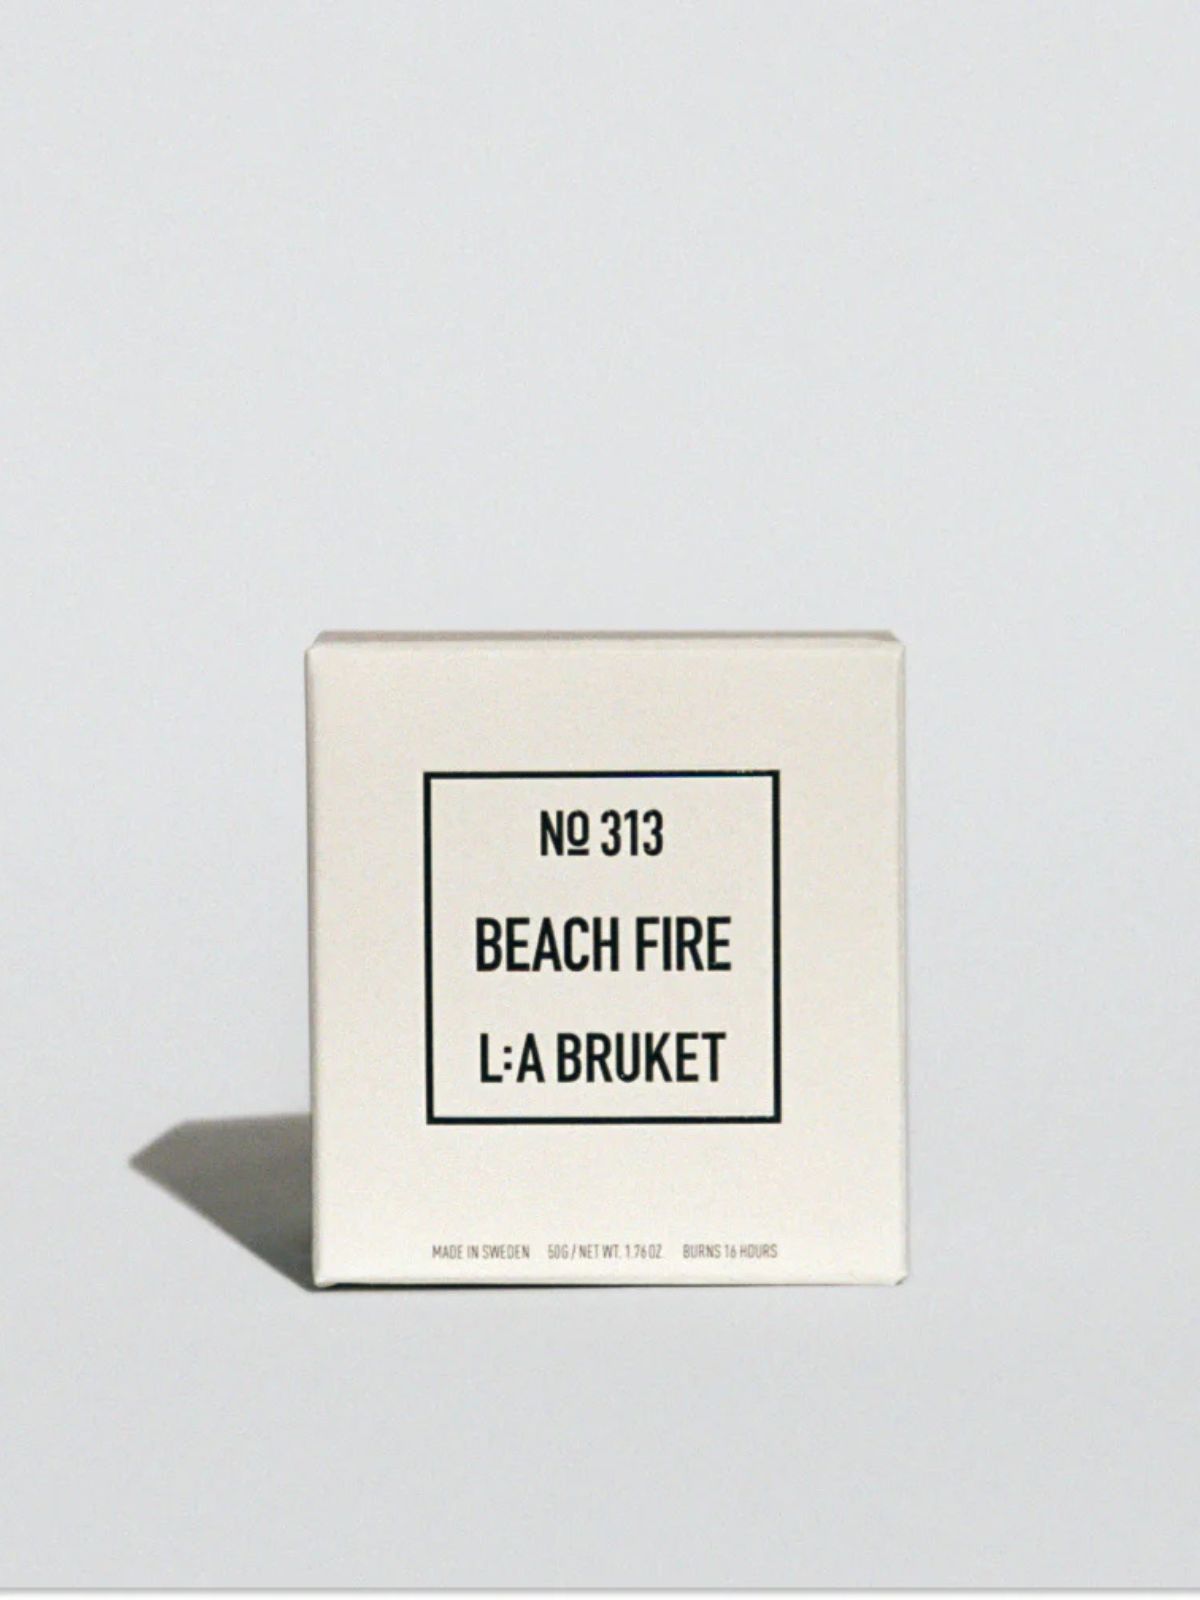 Nº 313
BEACH FIRE
L:A BRUKET
MADE IN SWEDEN 50G / NET WT. 1.76 OZ. BURNS 16 HOURS